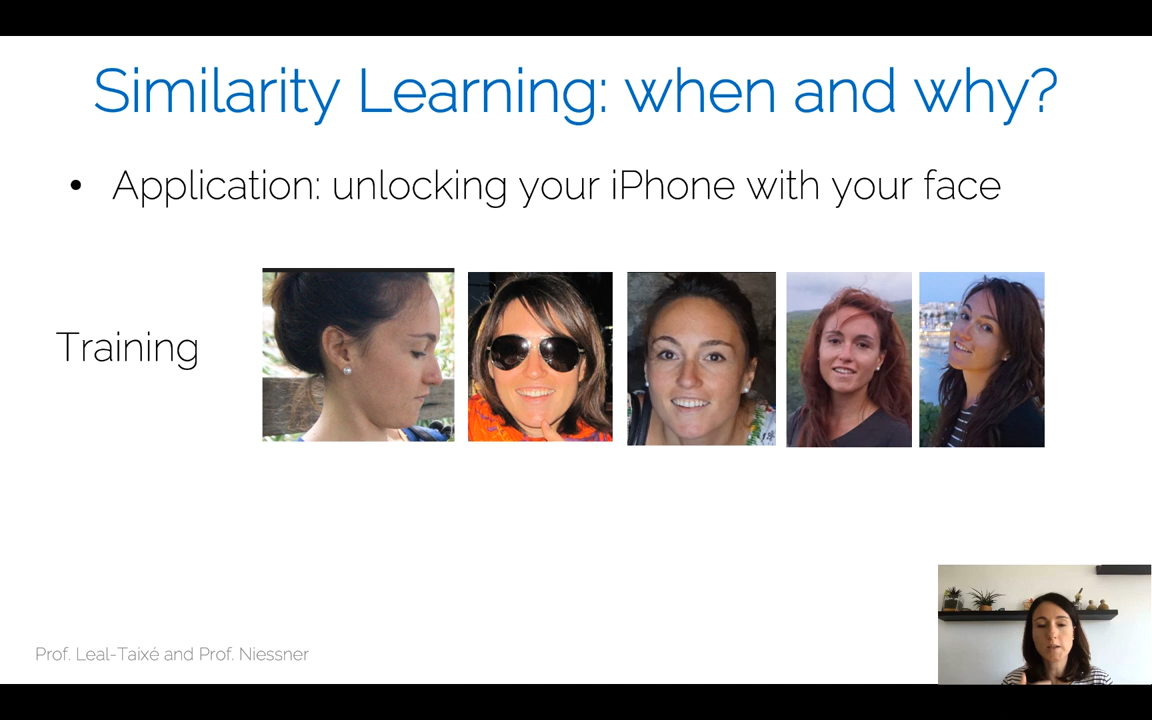 Similarity Learning: when and why?
• Application: unlocking your iPhone with your face
Training
Prof. Leal-Taixé and Prof. Niessner